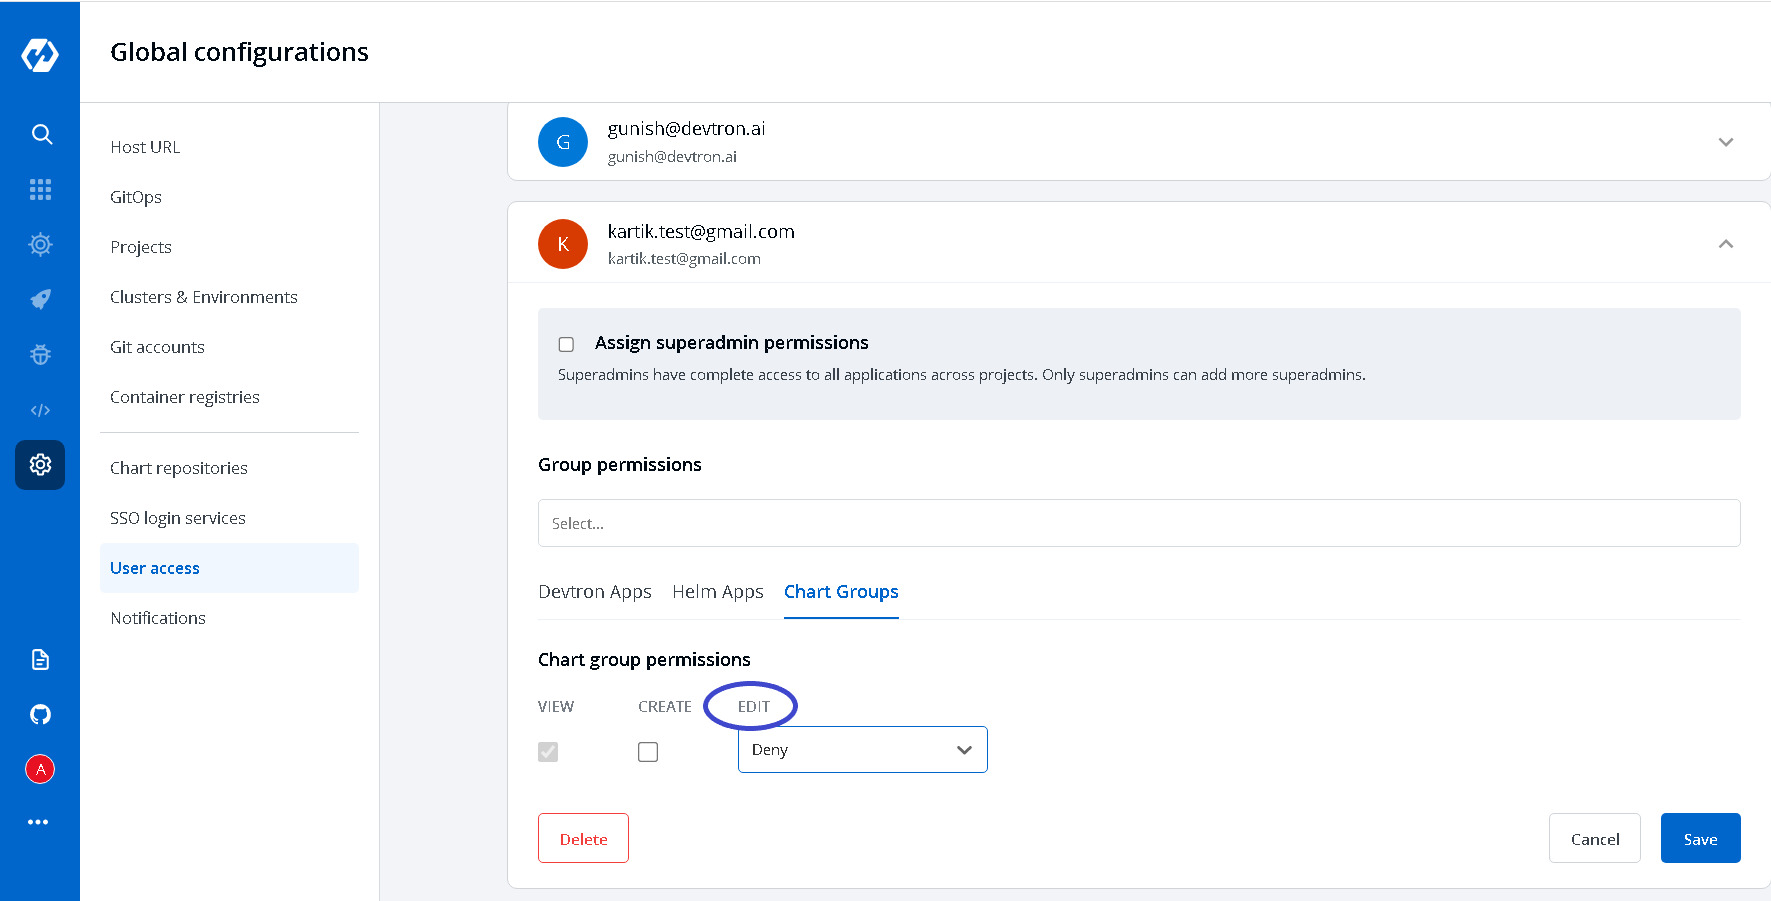 Global configurations
Host URL
GitOps
Projects
Clusters & Environments
Git accounts
Container registries
Chart repositories
SSO login services
User access
Notifications
A
G
gunish@devtron.ai
gunish@devtron.ai
K
kartik.test@gmail.com
kartik.test@gmail.com
Assign superadmin permissions
Superadmins have complete access to all applications across projects. Only superadmins can add more superadmins.
Group permissions
Select...
Devtron Apps Helm Apps Chart Groups
Chart group permissions
VIEW CREATE EDIT
Deny
Delete Cancel Save